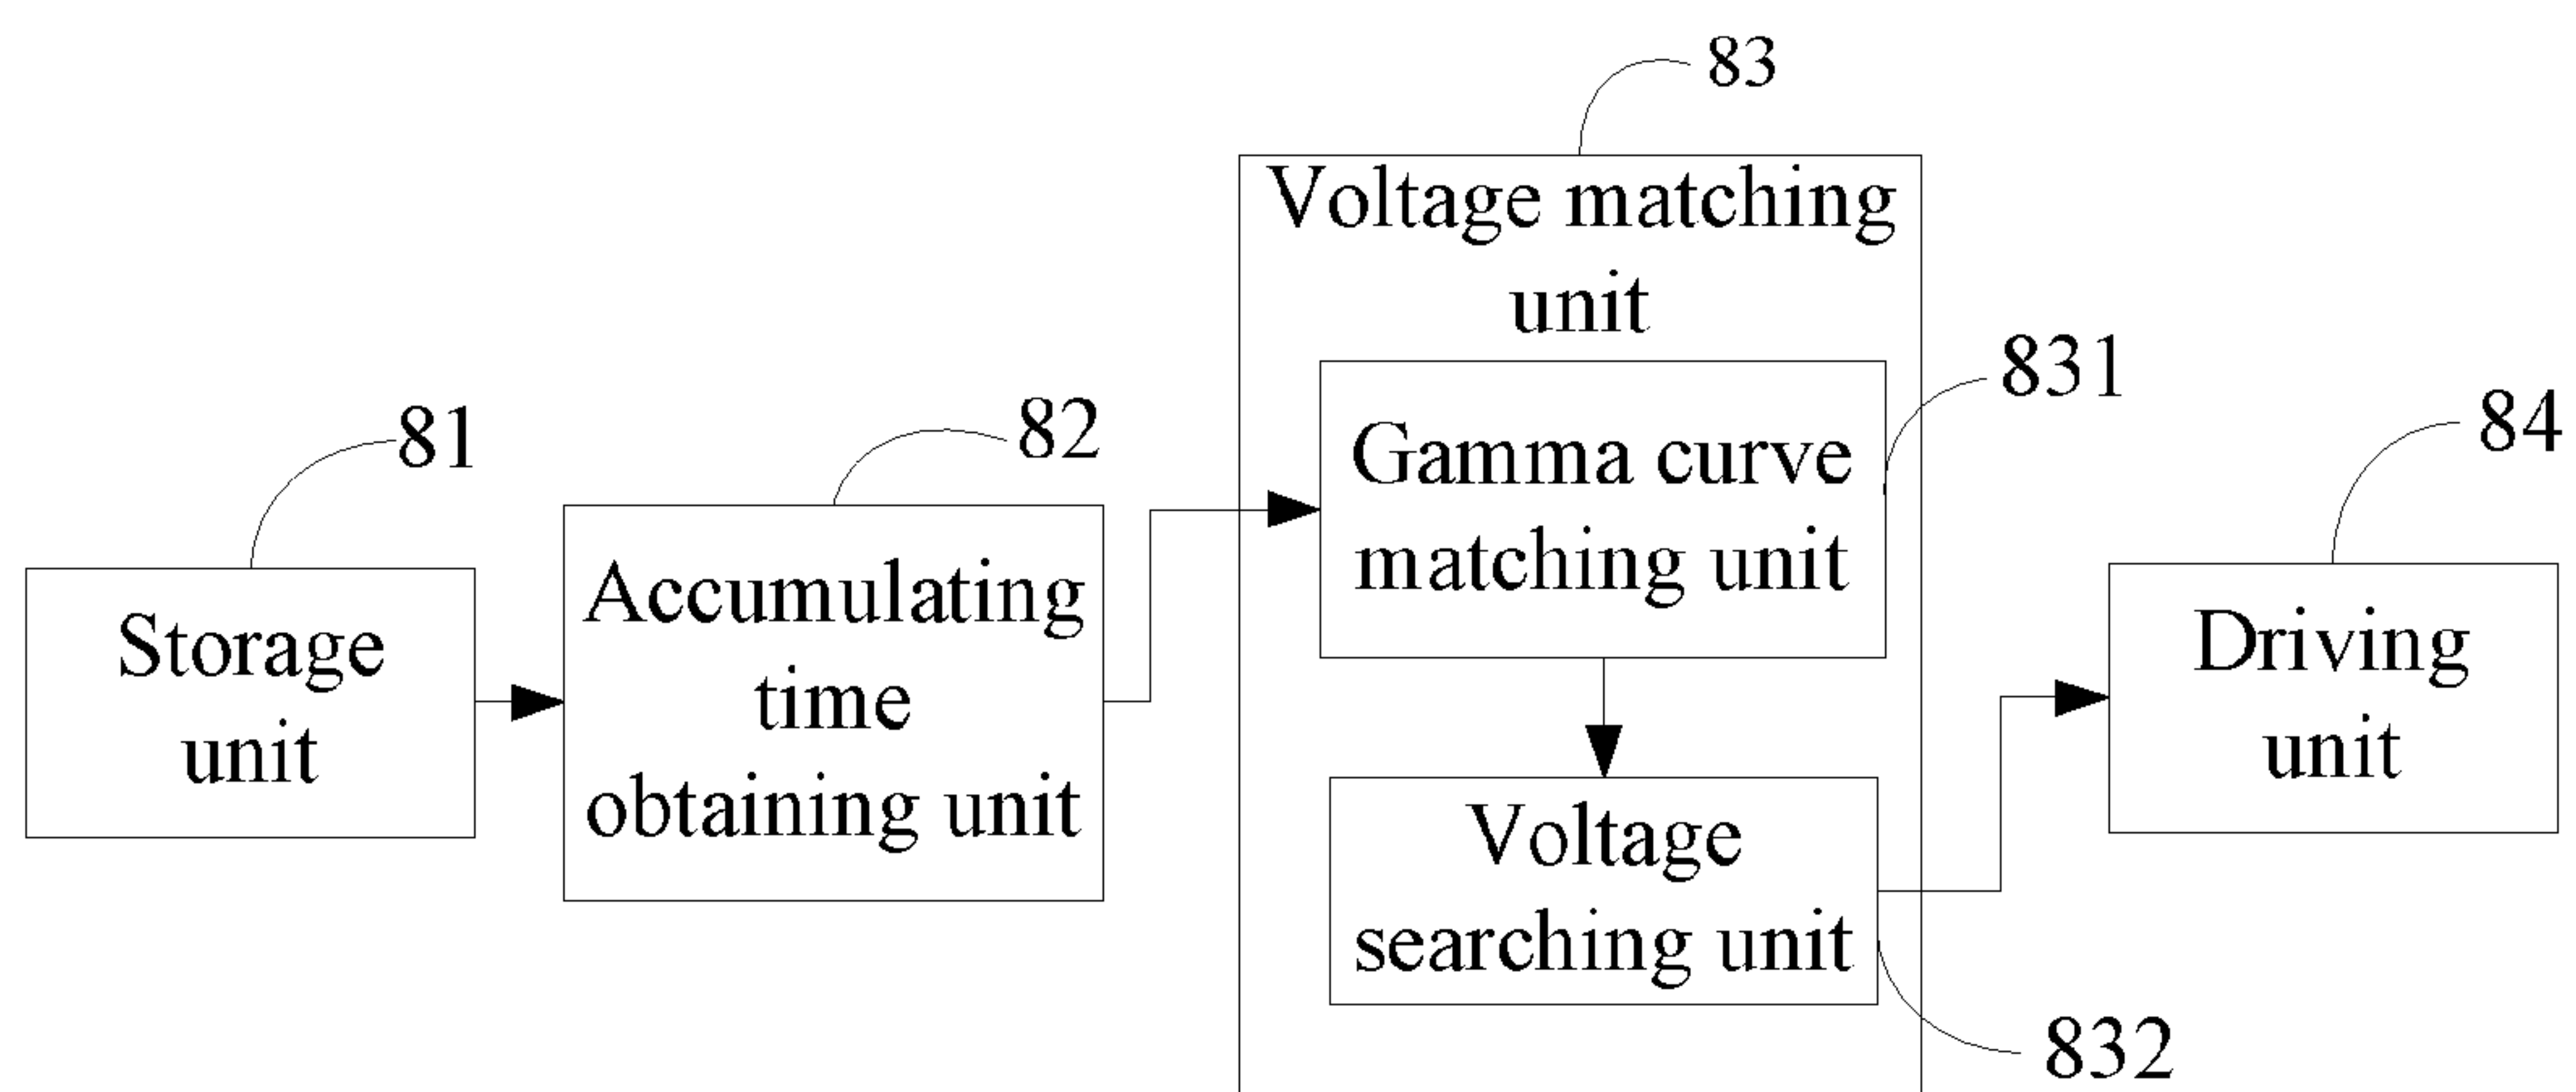 83
Voltage matching
unit
831
Gamma curve
matching unit
81
82
84
Storage
unit
Accumulating
time
obtaining unit
Driving
unit
Voltage
searching unit
832